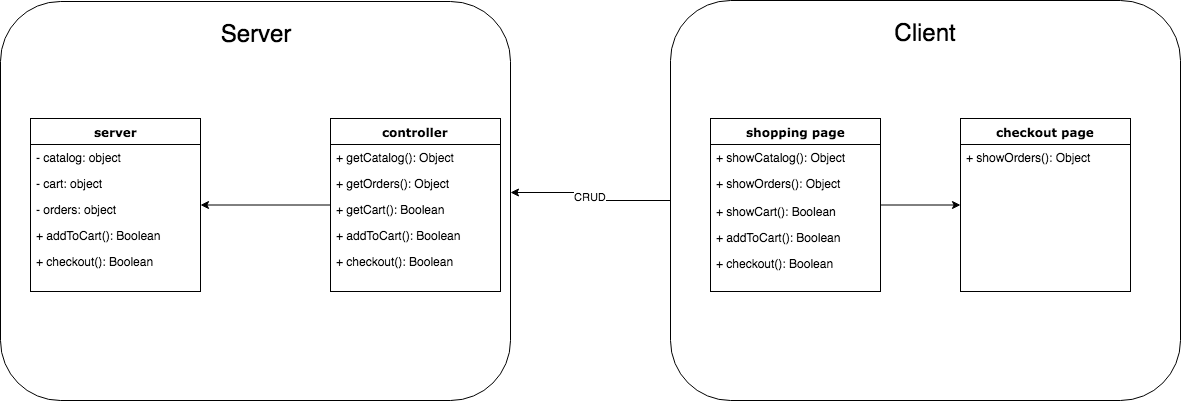 Server
server
- catalog: object
- cart: object
- orders: object
+ addToCart(): Boolean
+ checkout(): Boolean
controller
+ getCatalog(): Object
+ getOrders(): Object
+ getCart(): Boolean
+ addToCart(): Boolean
+ checkout(): Boolean
CRUD
Client
shopping page
+ showCatalog(): Object
+ showOrders(): Object
+ showCart(): Boolean
+ addToCart(): Boolean
+ checkout(): Boolean
checkout page
+ showOrders(): Object